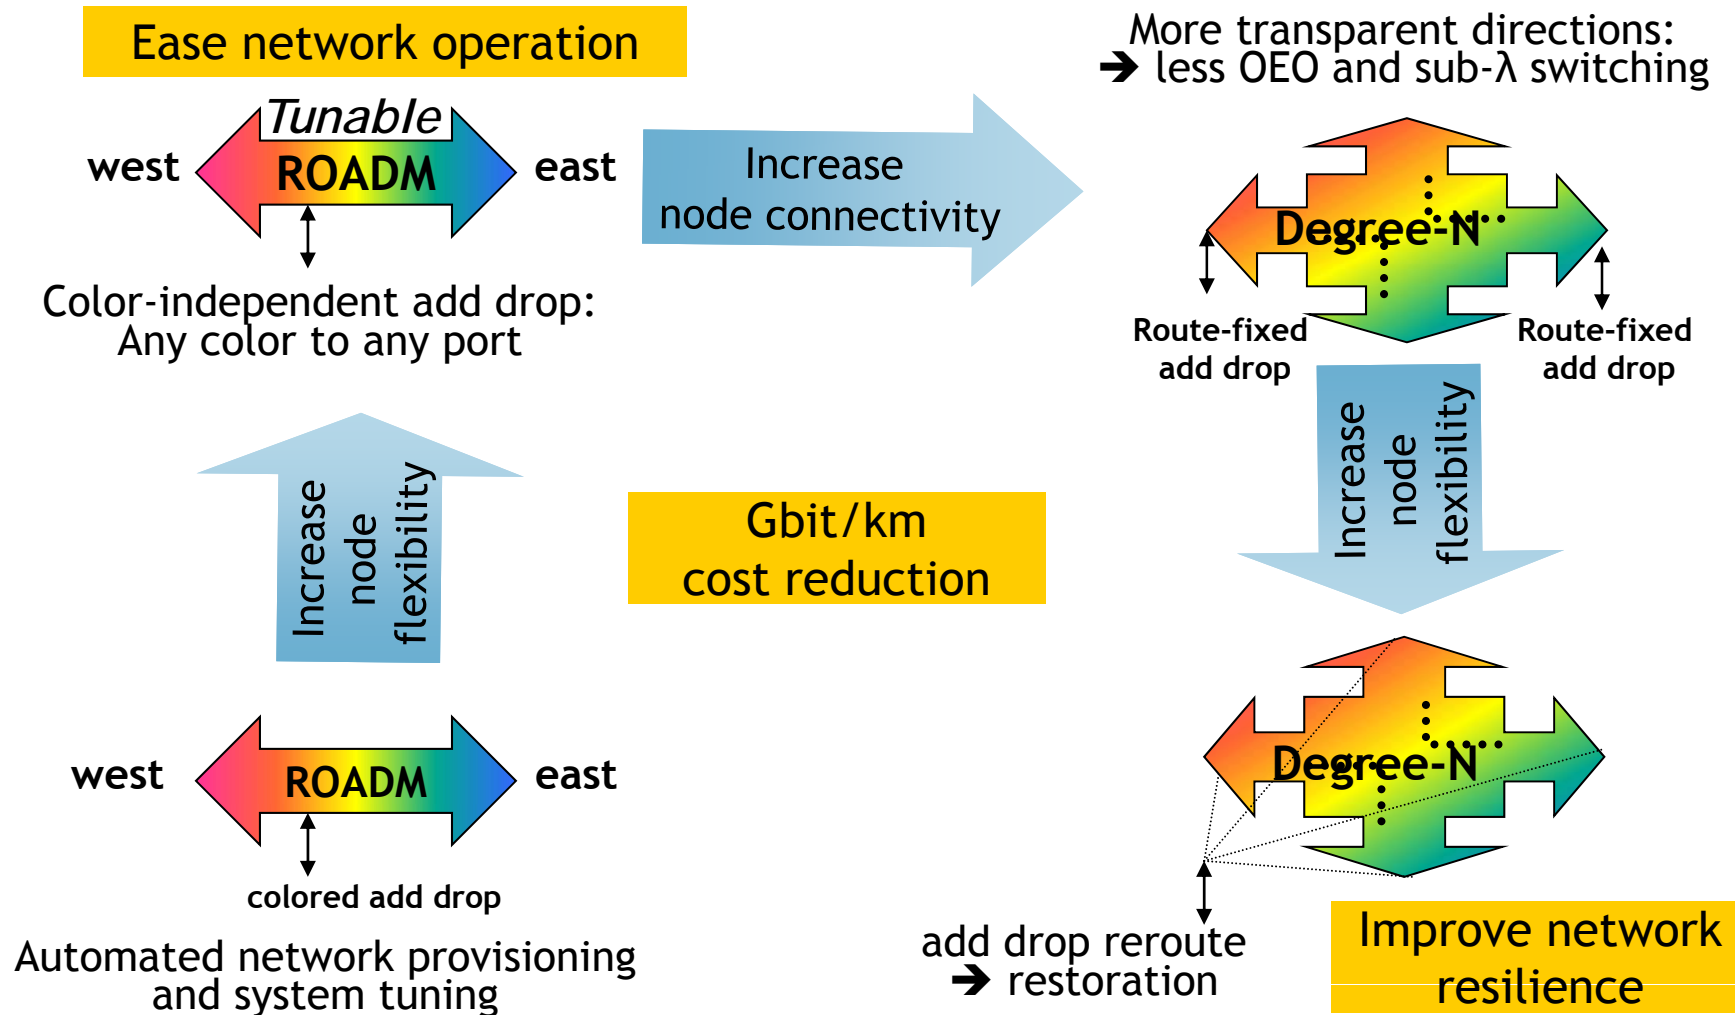 Ease network operation
Tunable
west
ROADM
east
Color-independent add drop:
Any color to any port
Increase
node connectivity
More transparent directions:
➔ less OEO and sub-λ switching
Degree-N
Route-fixed
add drop
Route-fixed
add drop
Increase
node
flexibility
Gbit/km
cost reduction
Increase
node
flexibility
west
ROADM
east
colored add drop
Automated network provisioning
and system tuning
Degree-N
add drop reroute
➔ restoration
Improve network
resilience